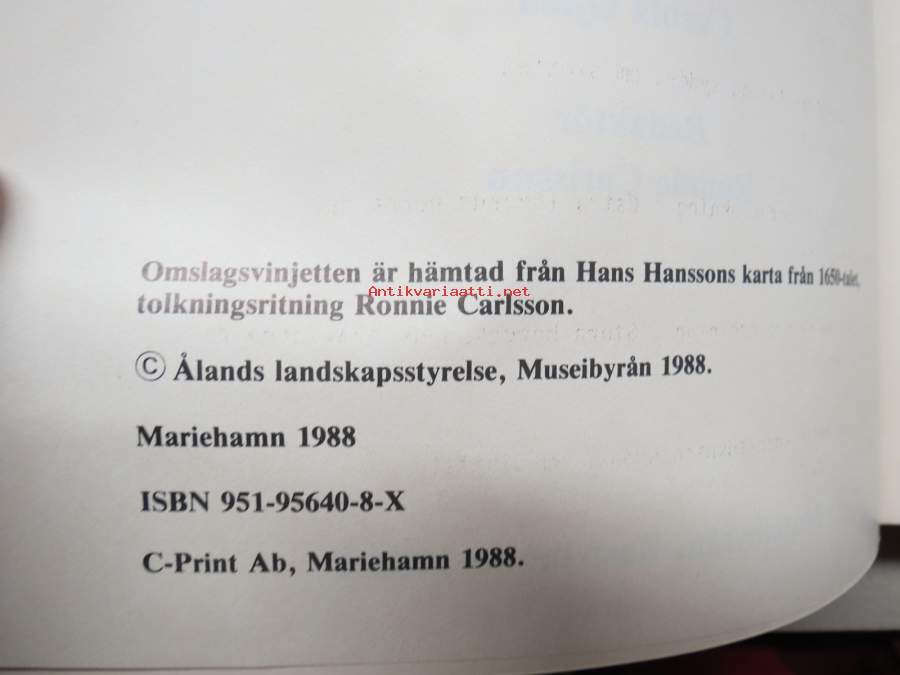 Omslagsvinjetten är hämtad från Hans Hanssons karta från 1650-talet,
Antikvariaatti.net
tolkningsritning Ronnie Carlsson.
© Ålands landskapsstyrelse, Museibyrån 1988.
Mariehamn 1988
ISBN 951-95640-8-X
C-Print Ab, Mariehamn 1988.